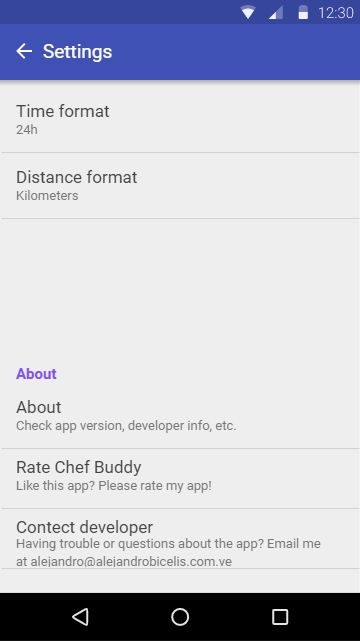 12:30
Settings
Time format
24h
Distance format
Kilometers
About
About
Check app version, developer info, etc.
Rate Chef Buddy
Like this app? Please rate my app!
Contect developer
Having trouble or questions about the app? Email me
at alejandro@alejandrobicelis.com.ve